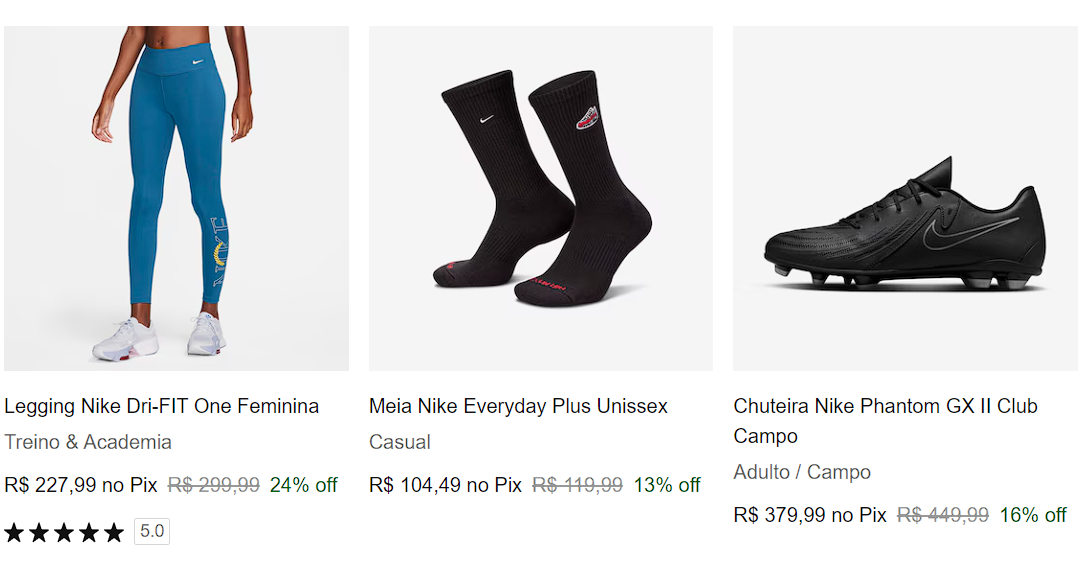 NIKE
Legging Nike Dri-FIT One Feminina
Treino & Academia
R$ 227,99 no Pix R$ 299,99 24% off
5.0
Meia Nike Everyday Plus Unissex
Casual
R$ 104,49 no Pix R$ 119,99 13% off
Chuteira Nike Phantom GX II Club
Campo
Adulto / Campo
R$ 379,99 no Pix R$ 449,99 16% off